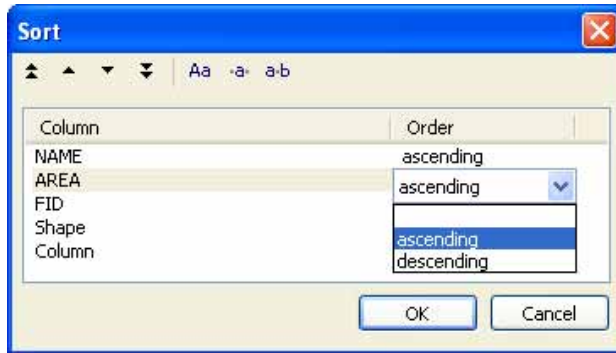 Sort
Aa -a- a-b
Column Order
NAME ascending
AREA ascending
FID
Shape ascending
Column descending
OK Cancel